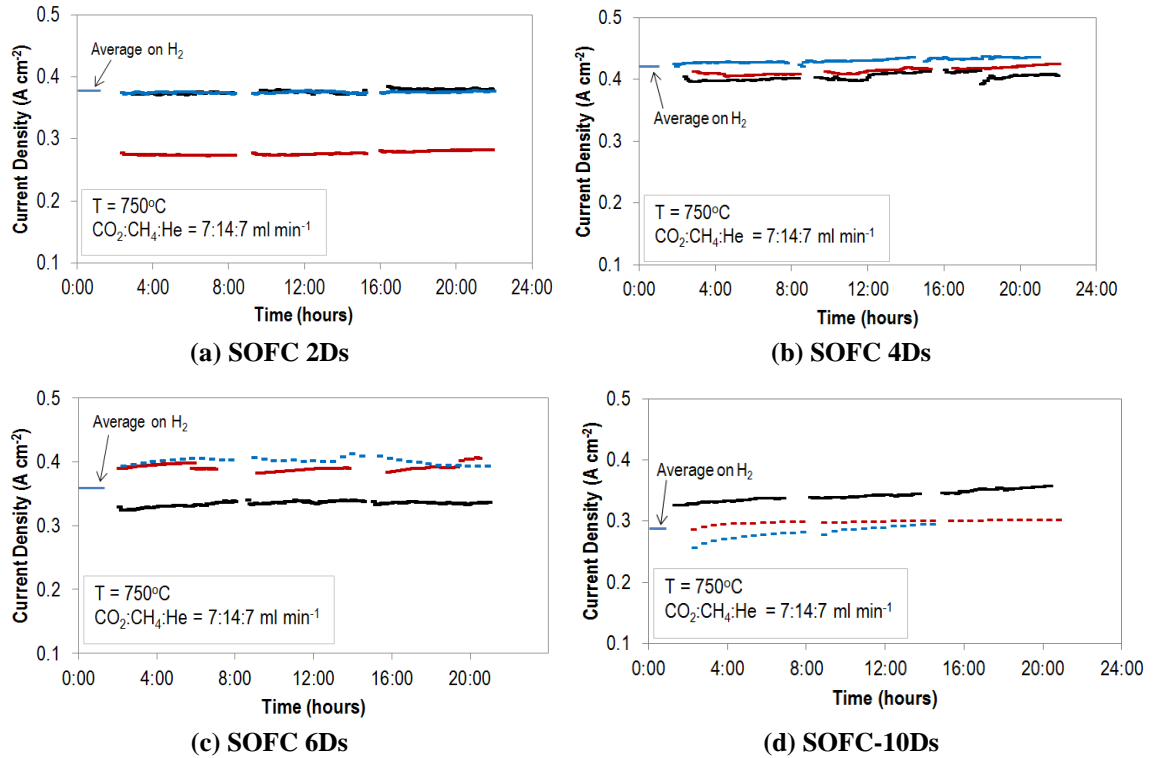 0.5
0.4
0.3
0.2
0.1
Current Density (A cm-2)
Average on H2
T = 750oC
CO2:CH4:He = 7:14:7 ml min-1
0:00 4:00 8:00 12:00 16:00 20:00 24:00
Time (hours)
(a) SOFC 2Ds
0.5
0.4
0.3
0.2
0.1
Current Density (A cm-2)
Average on H2
T = 750oC
CO2:CH4:He = 7:14:7 ml min-1
0:00 4:00 8:00 12:00 16:00 20:00 24:00
Time (hours)
(b) SOFC 4Ds
0.5
0.4
0.3
0.2
0.1
Current Density (A cm-2)
Average on H2
T = 750oC
CO2:CH4:He = 7:14:7 ml min-1
0:00 4:00 8:00 12:00 16:00 20:00
Time (hours)
(c) SOFC 6Ds
0.5
0.4
0.3
0.2
0.1
Current Density (A cm-2)
Average on H2
T = 750oC
CO2:CH4:He = 7:14:7 ml min-1
0:00 4:00 8:00 12:00 16:00 20:00 24:00
Time (hours)
(d) SOFC-10Ds